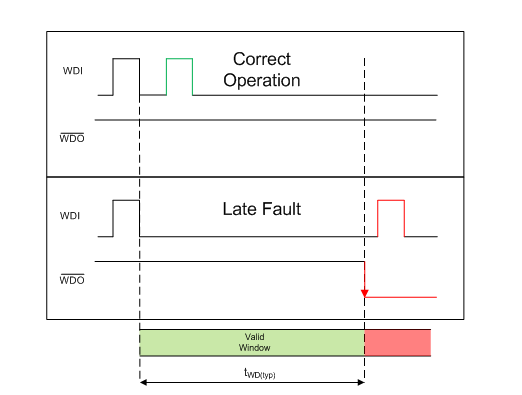 Correct
Operation
WDI
WDO
Late Fault
WDI
WDO
Valid
Window
tWD(typ)